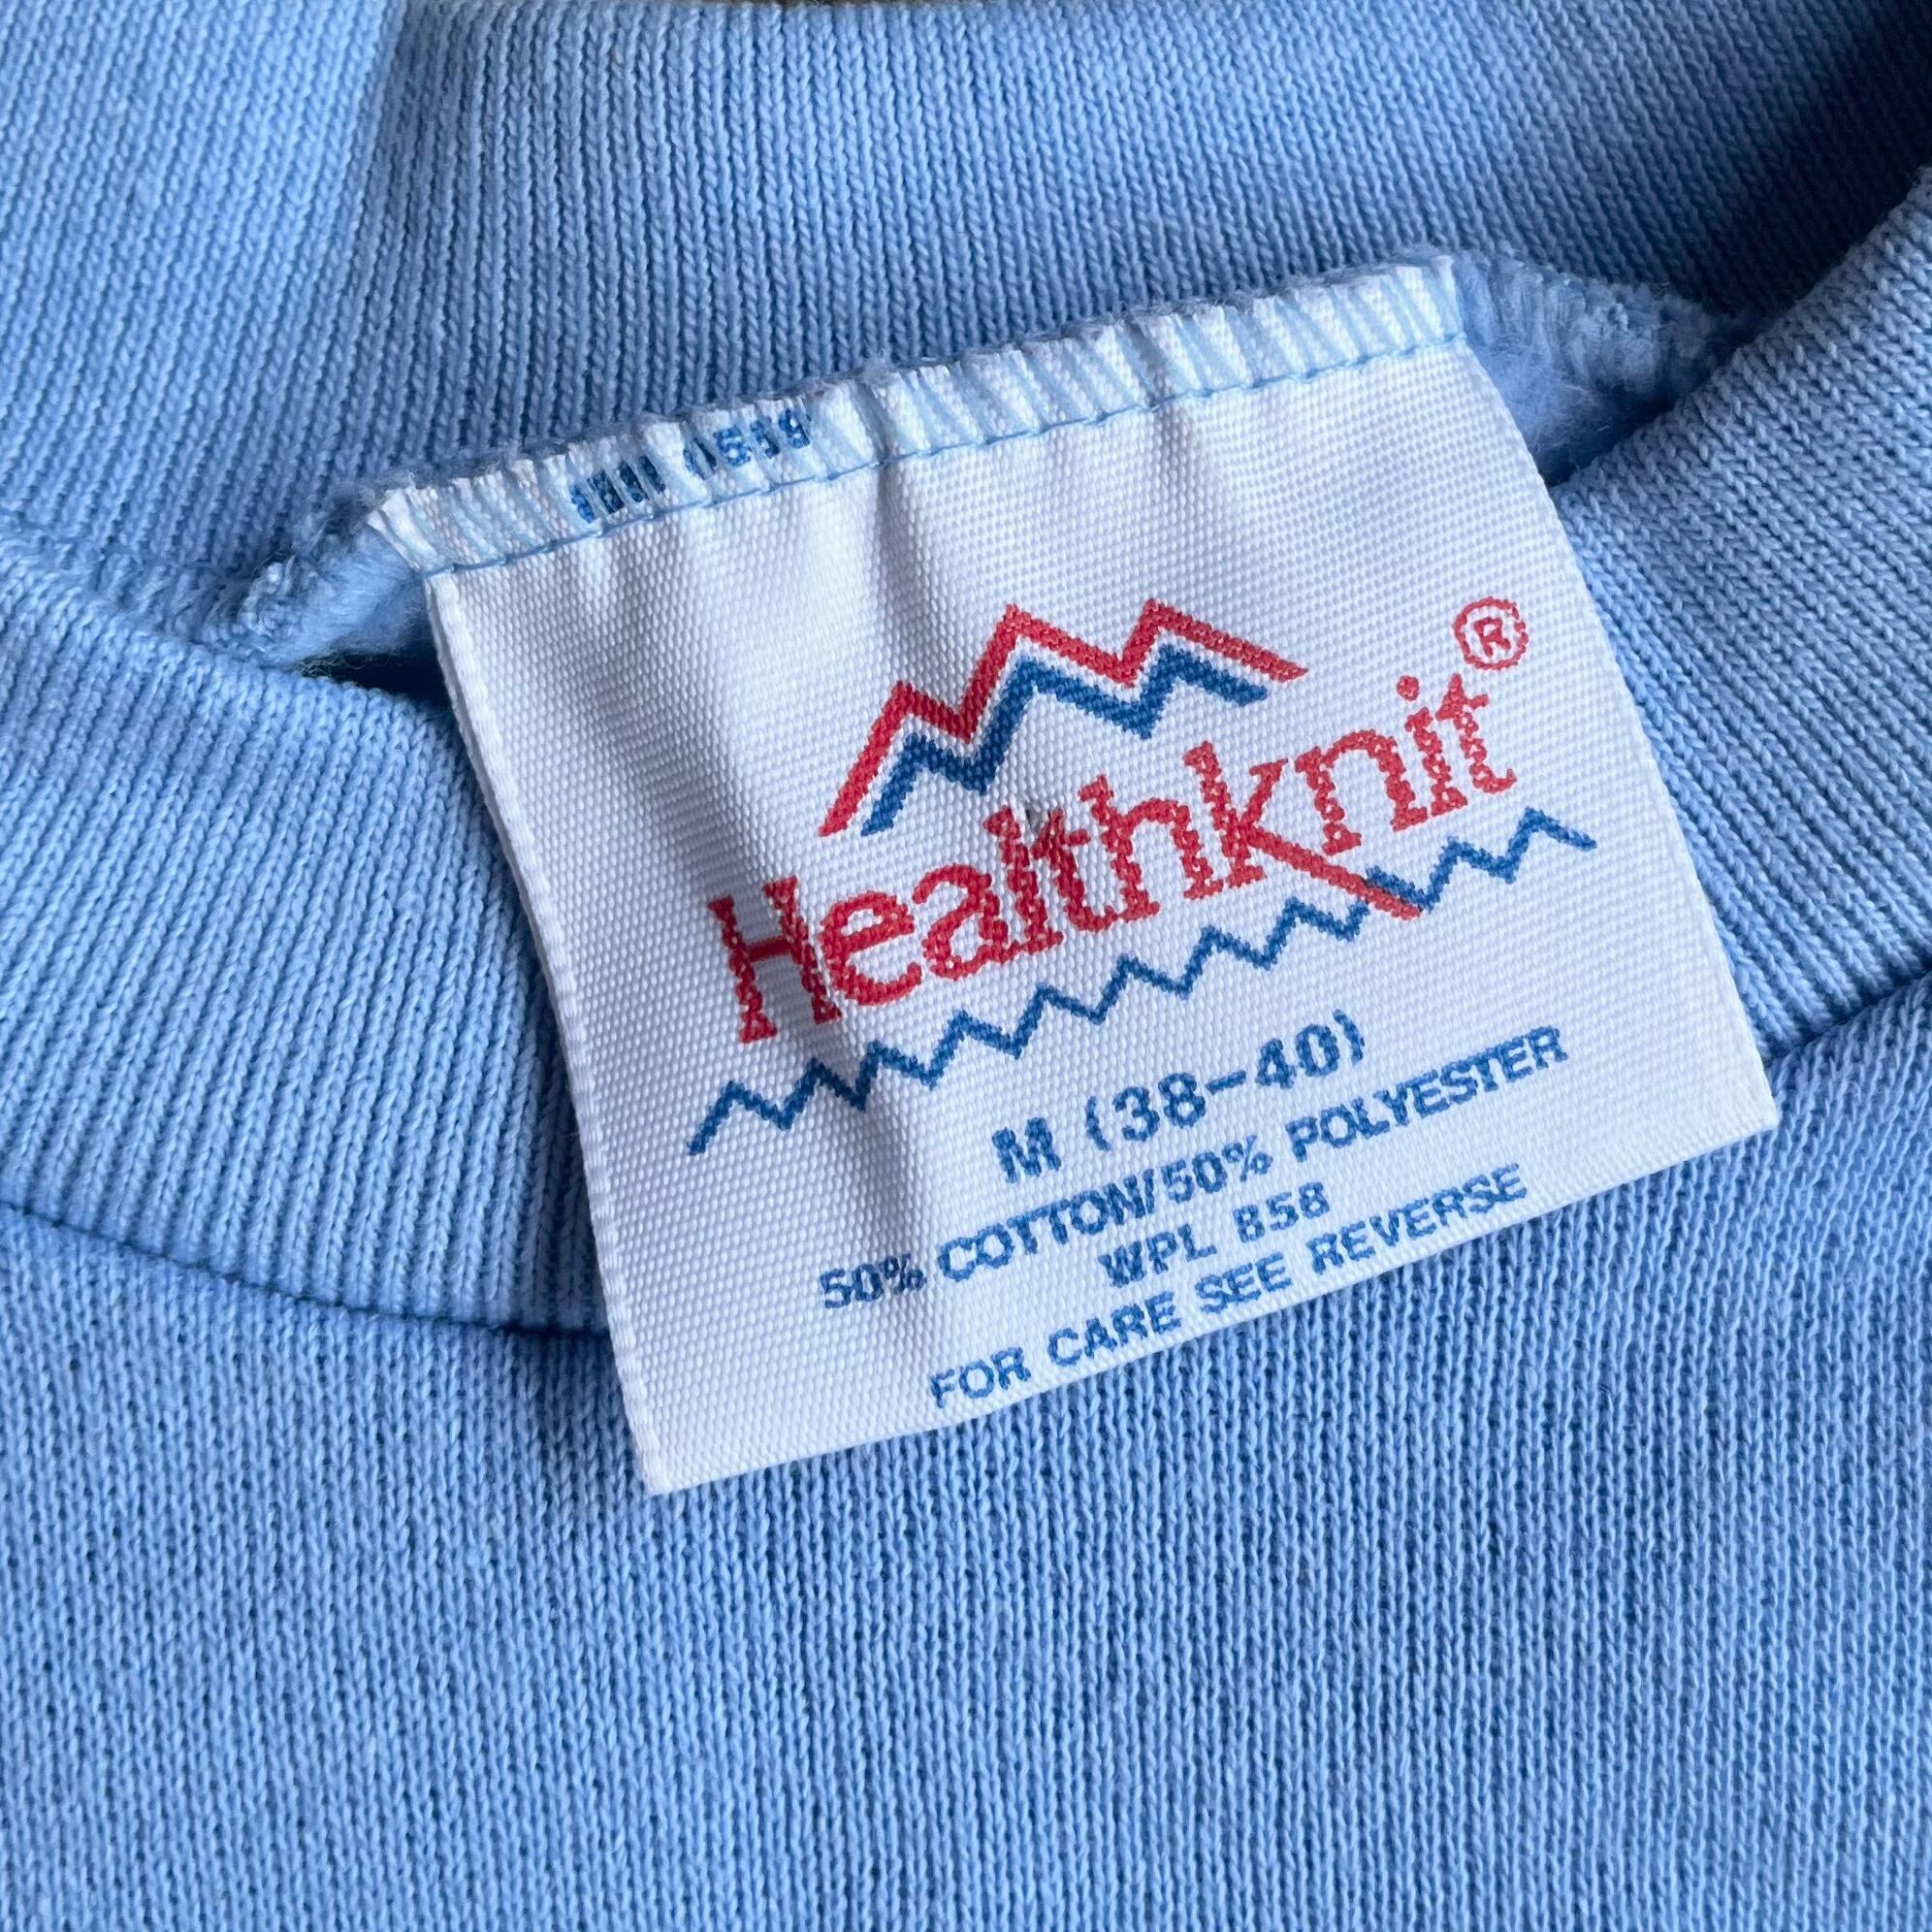 Healthknit®
M (38-40)
50% COTTON/50% POLYESTER
WPL 858
FOR CARE SEE REVERSE